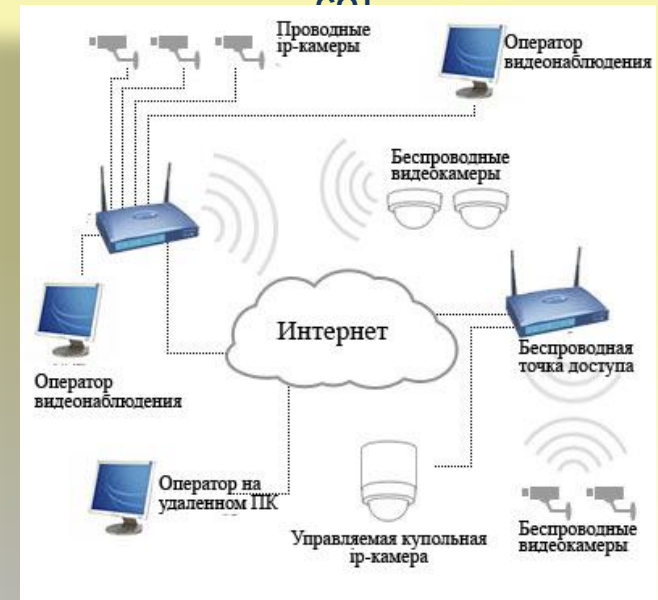 Проводные
ip-камеры
Оператор
видеонаблюдения
Беспроводные
видеокамеры
Интернет
Беспроводная
точка доступа
Оператор
видеонаблюдения
Оператор на
удаленном ПК
Управляемая купольная
ip-камера
Беспроводные
видеокамеры